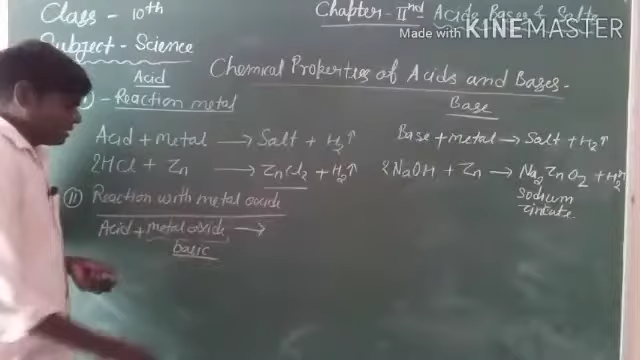 Class - 10th
Chapter - IInd Acids Bases & Salts
Made with KINEMASTER
Subject - Science
Chemical Properties of Acids and Bases.
Acid
Reaction metal
Base
Acid + metal → Salt + H₂↑
Base + metal → Salt + H₂↑
2HCl + Zn → ZnCl₂ + H₂↑
2NaOH + Zn → Na₂ZnO₂ + H₂↑
Sodium
zincate.
II Reaction with metal oxide
Acid + metal oxide →
basic